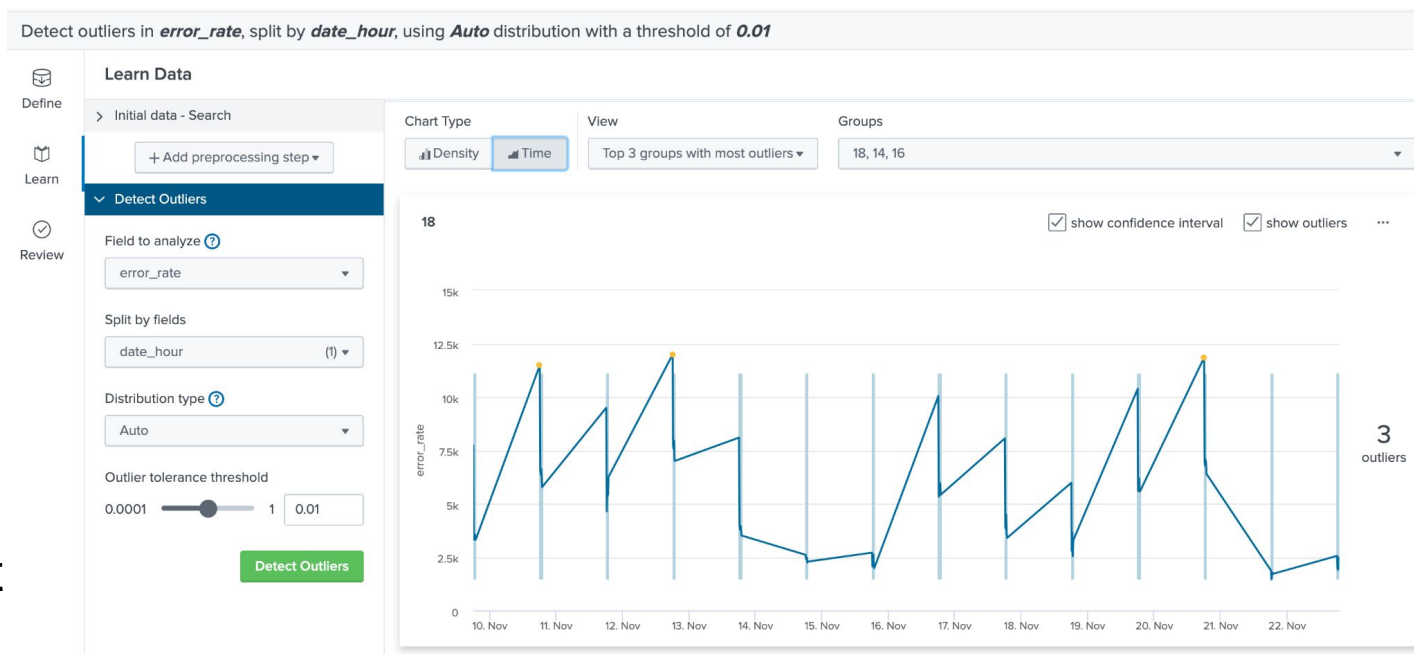 Detect outliers in error_rate, split by date_hour, using Auto distribution with a threshold of 0.01
Define
Learn
Review
Learn Data
Initial data - Search
+ Add preprocessing step
Detect Outliers
Field to analyze ?
error_rate
Split by fields
date_hour (1)
Distribution type ?
Auto
Outlier tolerance threshold
0.0001 1 0.01
Detect Outliers
Chart Type View Groups
Density Time Top 3 groups with most outliers 18, 14, 16
18 show confidence interval show outliers ...
15k
12.5k
10k
7.5k
5k
2.5k
0
error_rate
10. Nov 11. Nov 12. Nov 13. Nov 14. Nov 15. Nov 16. Nov 17. Nov 18. Nov 19. Nov 20. Nov 21. Nov 22. Nov
3
outliers